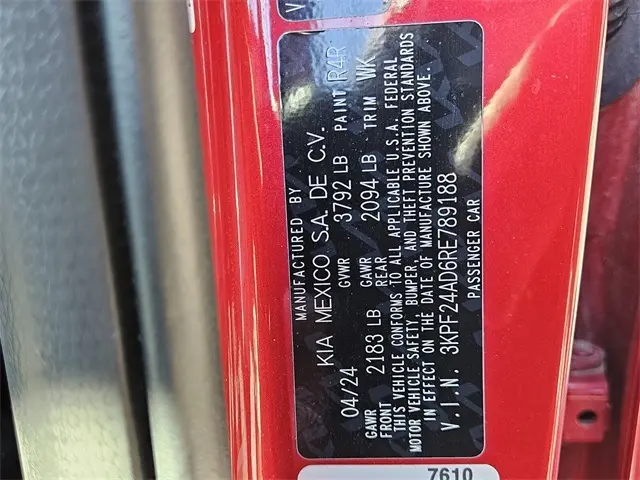 MANUFACTURED BY
KIA MEXICO S.A. DE C.V.
04/24 GVWR 3792 LB PAINT R4R
GAWR FRONT 2183 LB GAWR REAR 2094 LB TRIM WK
THIS VEHICLE CONFORMS TO ALL APPLICABLE U.S.A. FEDERAL
MOTOR VEHICLE SAFETY, BUMPER, AND THEFT PREVENTION STANDARDS
IN EFFECT ON THE DATE OF MANUFACTURE SHOWN ABOVE.
V.I.N. 3KPF24AD6RE789188
PASSENGER CAR
V
7610